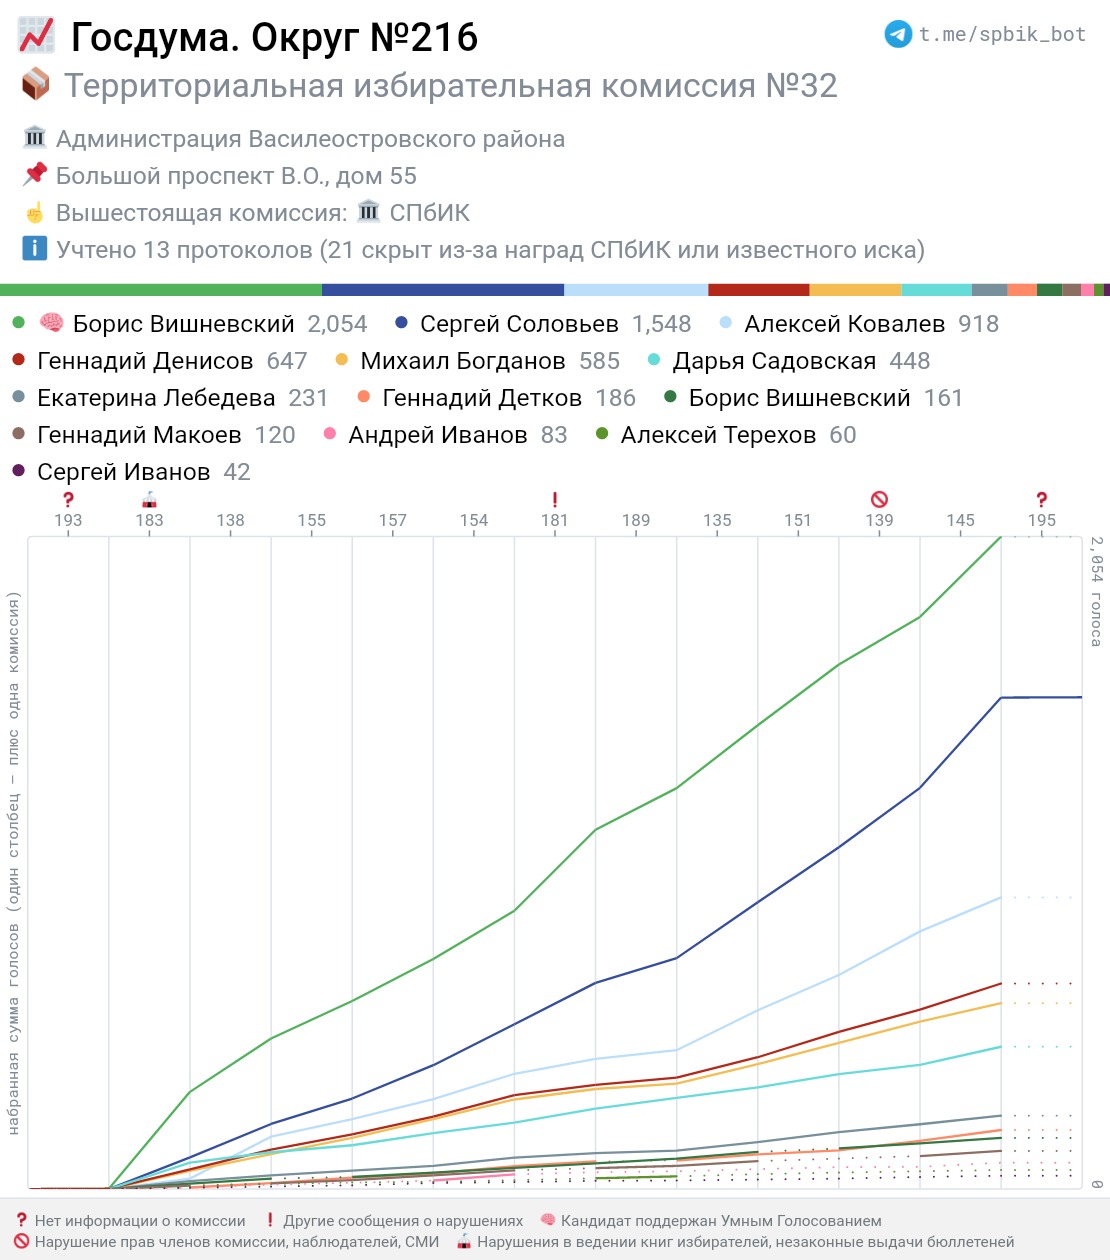 Госдума. Округ №216
t.me/spbik_bot
Территориальная избирательная комиссия №32
Администрация Василеостровского района
Большой проспект В.О., дом 55
Вышестоящая комиссия: СПбИК
Учтено 13 протоколов (21 скрыт из-за наград СПбИК или известного иска)
Борис Вишневский 2,054 Сергей Соловьев 1,548 Алексей Ковалев 918
Геннадий Денисов 647 Михаил Богданов 585 Дарья Садовская 448
Екатерина Лебедева 231 Геннадий Детков 186 Борис Вишневский 161
Геннадий Макоев 120 Андрей Иванов 83 Алексей Терехов 60
Сергей Иванов 42
193 183 138 155 157 154 181 189 135 151 139 145 195
2,054 голоса
0
набранная сумма голосов (один столбец – плюс одна комиссия)
Нет информации о комиссии Другие сообщения о нарушениях Кандидат поддержан Умным Голосованием
Нарушение прав членов комиссии, наблюдателей, СМИ Нарушения в ведении книг избирателей, незаконные выдачи бюллетеней